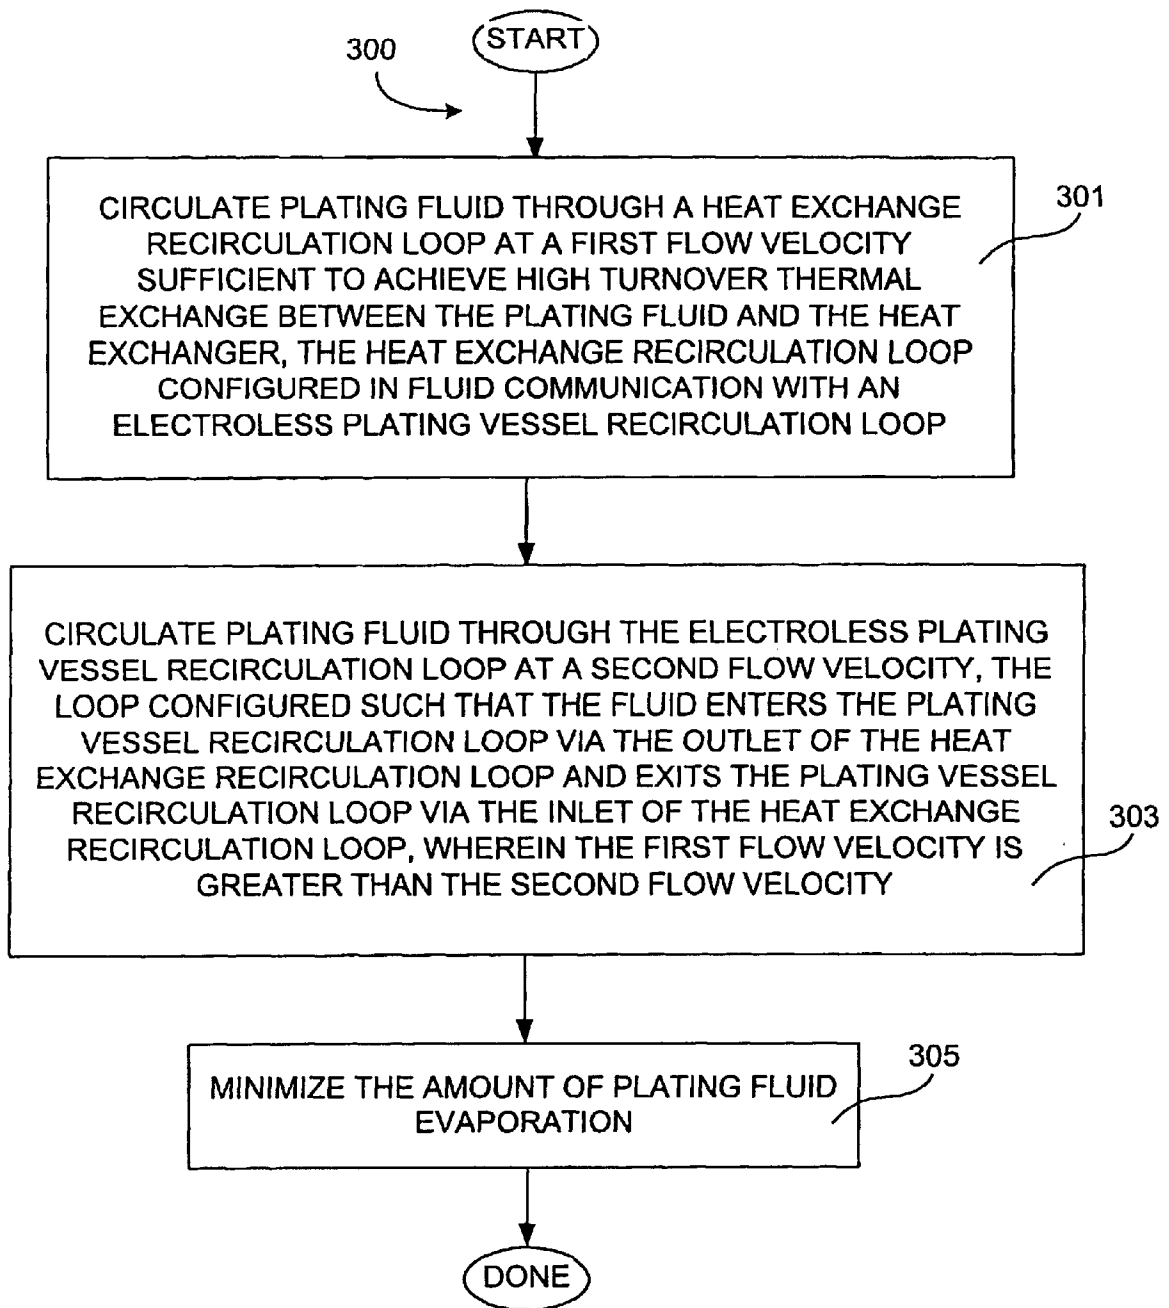 START
300
CIRCULATE PLATING FLUID THROUGH A HEAT EXCHANGE
RECIRCULATION LOOP AT A FIRST FLOW VELOCITY
SUFFICIENT TO ACHIEVE HIGH TURNOVER THERMAL
EXCHANGE BETWEEN THE PLATING FLUID AND THE HEAT
EXCHANGER, THE HEAT EXCHANGE RECIRCULATION LOOP
CONFIGURED IN FLUID COMMUNICATION WITH AN
ELECTROLESS PLATING VESSEL RECIRCULATION LOOP
301
CIRCULATE PLATING FLUID THROUGH THE ELECTROLESS PLATING
VESSEL RECIRCULATION LOOP AT A SECOND FLOW VELOCITY, THE
LOOP CONFIGURED SUCH THAT THE FLUID ENTERS THE PLATING
VESSEL RECIRCULATION LOOP VIA THE OUTLET OF THE HEAT
EXCHANGE RECIRCULATION LOOP AND EXITS THE PLATING VESSEL
RECIRCULATION LOOP VIA THE INLET OF THE HEAT EXCHANGE
RECIRCULATION LOOP, WHEREIN THE FIRST FLOW VELOCITY IS
GREATER THAN THE SECOND FLOW VELOCITY
303
MINIMIZE THE AMOUNT OF PLATING FLUID
EVAPORATION
305
DONE